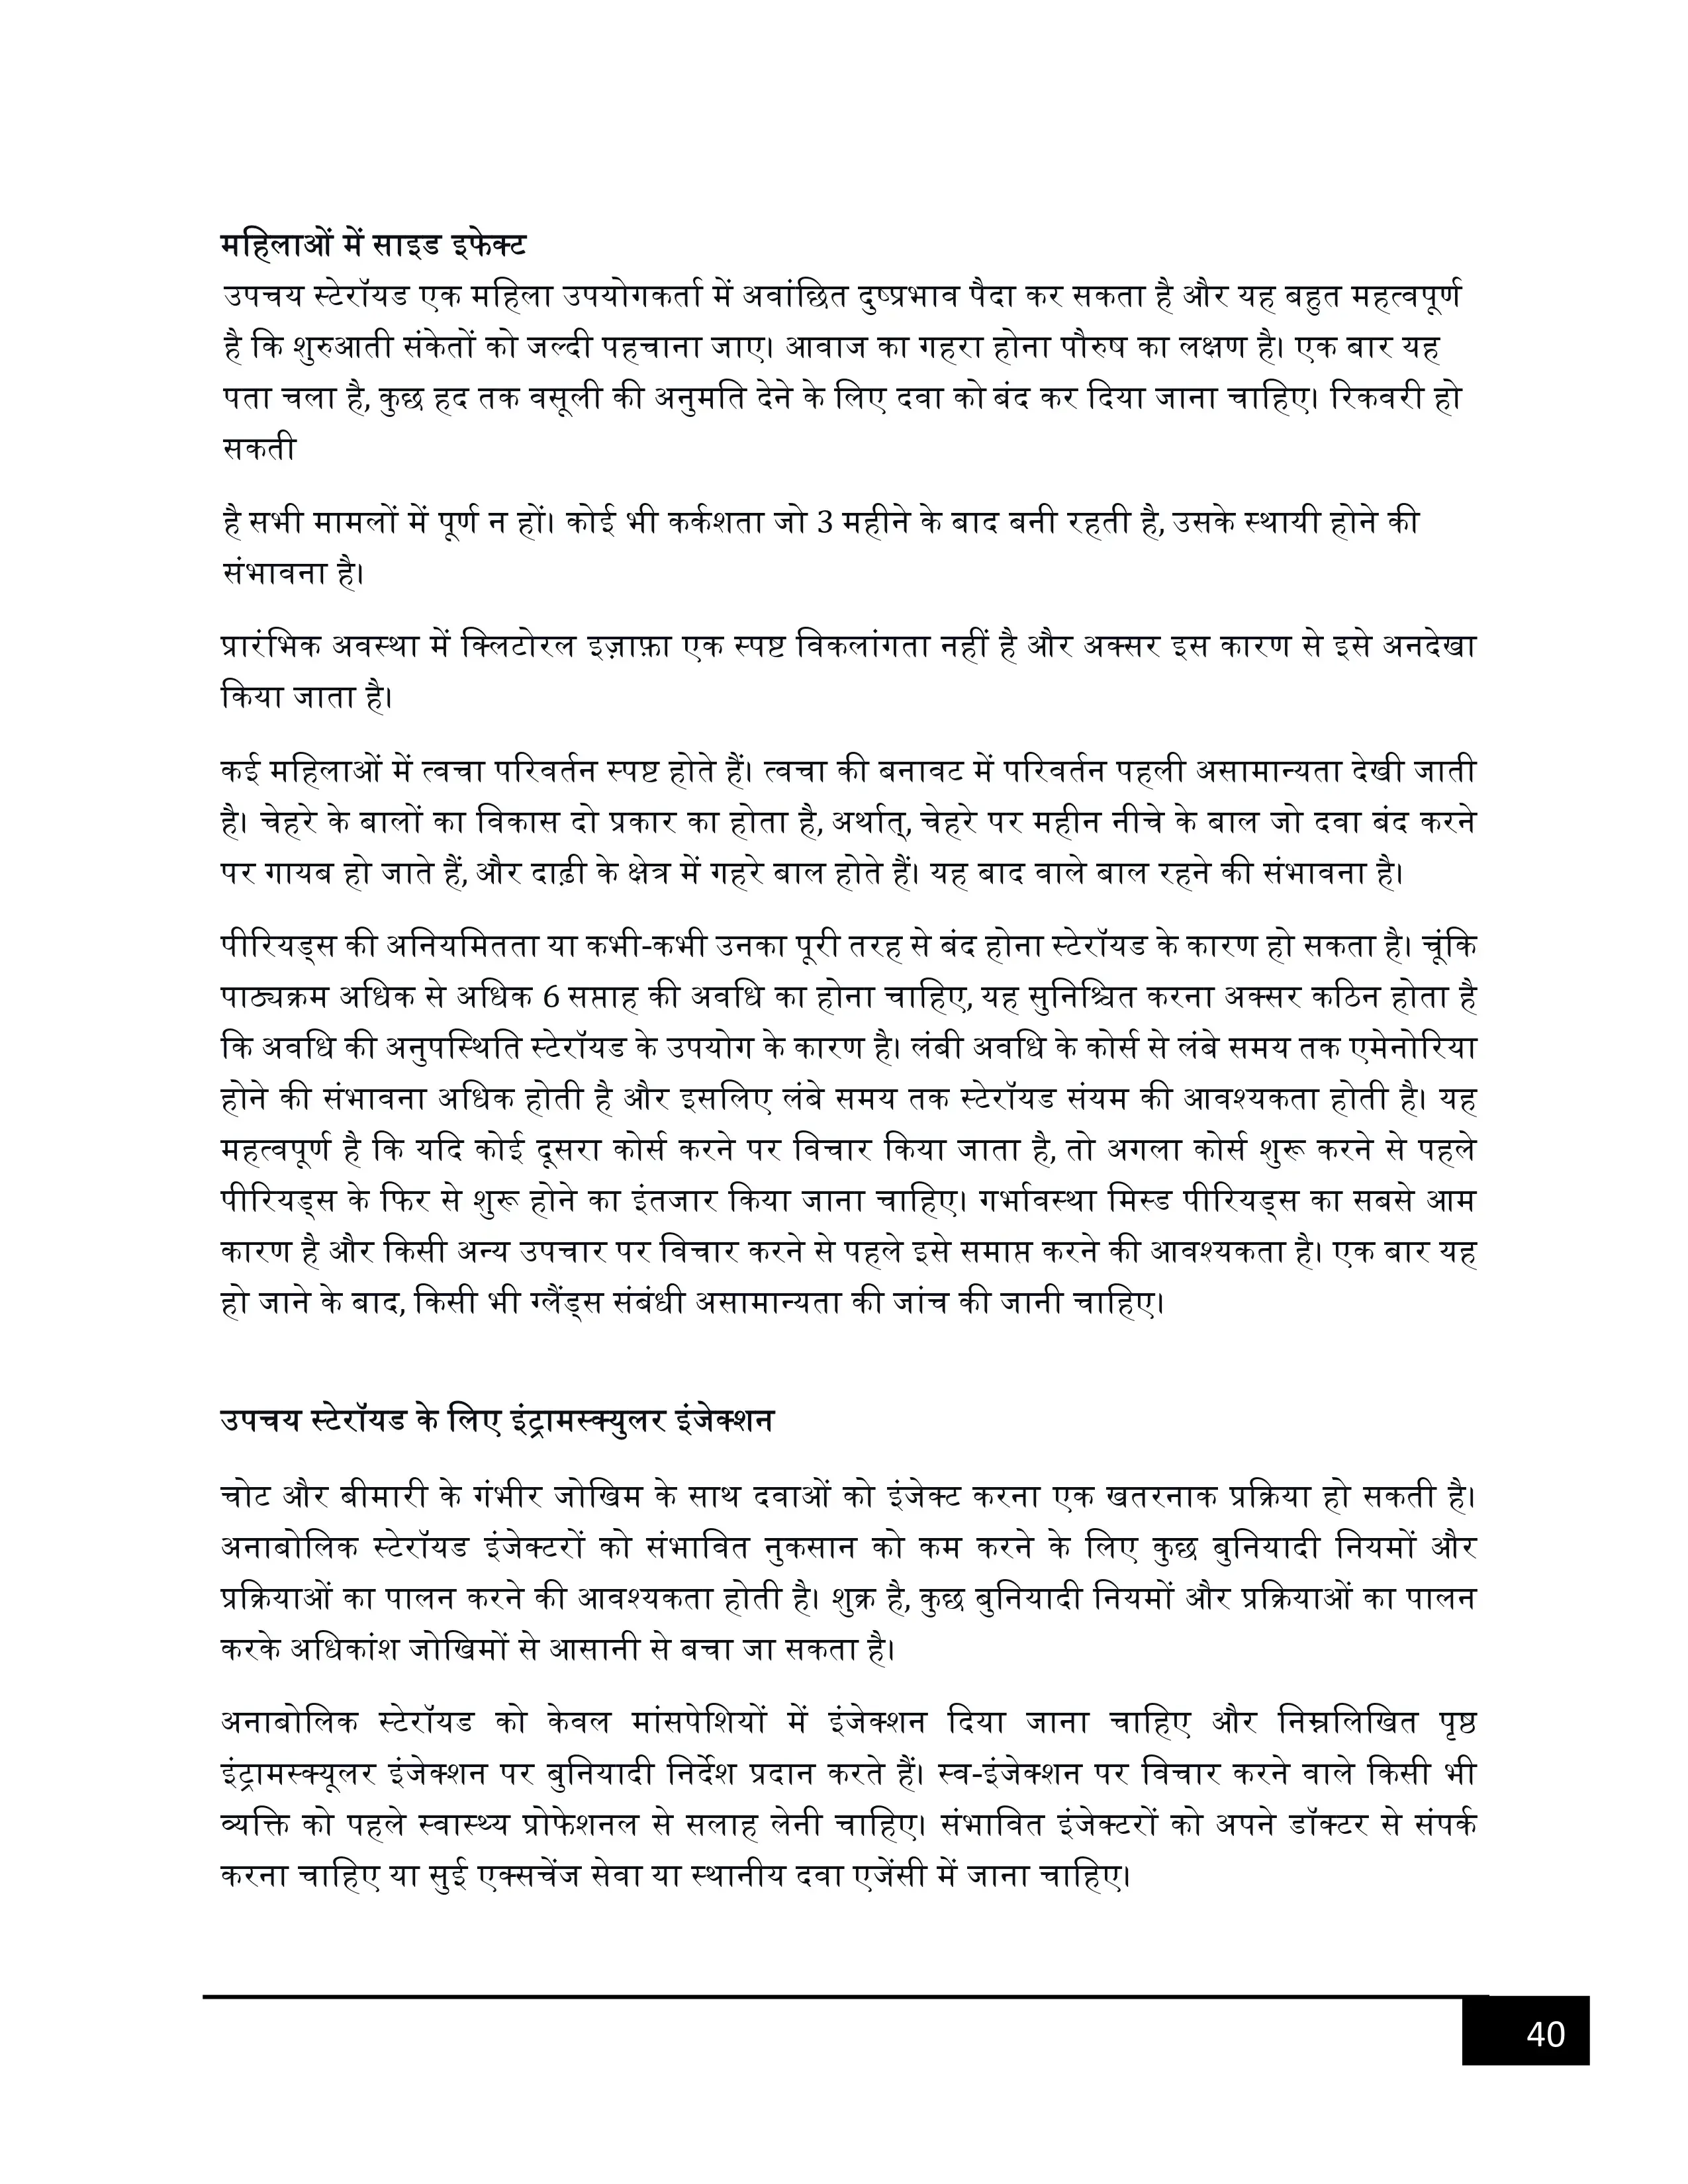 महिलाओं में साइड इफेक्ट
उपचय स्टेरॉयड एक महिला उपयोगकर्ता में अवांछित दुष्प्रभाव पैदा कर सकता है और यह बहुत महत्वपूर्ण
है कि शुरुआती संकेतों को जल्दी पहचाना जाए। आवाज का गहरा होना पौरुष का लक्षण है। एक बार यह
पता चला है, कुछ हद तक वसूली की अनुमति देने के लिए दवा को बंद कर दिया जाना चाहिए। रिकवरी हो
सकती
है सभी मामलों में पूर्ण न हों। कोई भी कर्कशता जो 3 महीने के बाद बनी रहती है, उसके स्थायी होने की
संभावना है।
प्रारंभिक अवस्था में क्लिटोरल इज़ाफ़ा एक स्पष्ट विकलांगता नहीं है और अक्सर इस कारण से इसे अनदेखा
किया जाता है।
कई महिलाओं में त्वचा परिवर्तन स्पष्ट होते हैं। त्वचा की बनावट में परिवर्तन पहली असामान्यता देखी जाती
है। चेहरे के बालों का विकास दो प्रकार का होता है, अर्थात्, चेहरे पर महीन नीचे के बाल जो दवा बंद करने
पर गायब हो जाते हैं, और दाढ़ी के क्षेत्र में गहरे बाल होते हैं। यह बाद वाले बाल रहने की संभावना है।
पीरियड्स की अनियमितता या कभी-कभी उनका पूरी तरह से बंद होना स्टेरॉयड के कारण हो सकता है। चूंकि
पाठ्यक्रम अधिक से अधिक 6 सप्ताह की अवधि का होना चाहिए, यह सुनिश्चित करना अक्सर कठिन होता है
कि अवधि की अनुपस्थिति स्टेरॉयड के उपयोग के कारण है। लंबी अवधि के कोर्स से लंबे समय तक एमेनोरिया
होने की संभावना अधिक होती है और इसलिए लंबे समय तक स्टेरॉयड संयम की आवश्यकता होती है। यह
महत्वपूर्ण है कि यदि कोई दूसरा कोर्स करने पर विचार किया जाता है, तो अगला कोर्स शुरू करने से पहले
पीरियड्स के फिर से शुरू होने का इंतजार किया जाना चाहिए। गर्भावस्था मिस्ड पीरियड्स का सबसे आम
कारण है और किसी अन्य उपचार पर विचार करने से पहले इसे समाप्त करने की आवश्यकता है। एक बार यह
हो जाने के बाद, किसी भी ग्लैंड्स संबंधी असामान्यता की जांच की जानी चाहिए।
उपचय स्टेरॉयड के लिए इंट्रामस्क्युलर इंजेक्शन
चोट और बीमारी के गंभीर जोखिम के साथ दवाओं को इंजेक्ट करना एक खतरनाक प्रक्रिया हो सकती है।
अनाबोलिक स्टेरॉयड इंजेक्टरों को संभावित नुकसान को कम करने के लिए कुछ बुनियादी नियमों और
प्रक्रियाओं का पालन करने की आवश्यकता होती है। शुक्र है, कुछ बुनियादी नियमों और प्रक्रियाओं का पालन
करके अधिकांश जोखिमों से आसानी से बचा जा सकता है।
अनाबोलिक स्टेरॉयड को केवल मांसपेशियों में इंजेक्शन दिया जाना चाहिए और निम्नलिखित पृष्ठ
इंट्रामस्क्यूलर इंजेक्शन पर बुनियादी निर्देश प्रदान करते हैं। स्व-इंजेक्शन पर विचार करने वाले किसी भी
व्यक्ति को पहले स्वास्थ्य प्रोफेशनल से सलाह लेनी चाहिए। संभावित इंजेक्टरों को अपने डॉक्टर से संपर्क
करना चाहिए या सुई एक्सचेंज सेवा या स्थानीय दवा एजेंसी में जाना चाहिए।
40